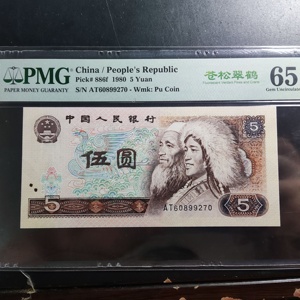 PMG
PAPER MONEY GUARANTY
China / People's Republic
Pick# 886f 1980 5 Yuan
S/N AT60899270 - Wmk: Pu Coin
苍松翠鹤
65
Gem Uncirculated
中国人民银行
5
伍圆
5
AT60899270